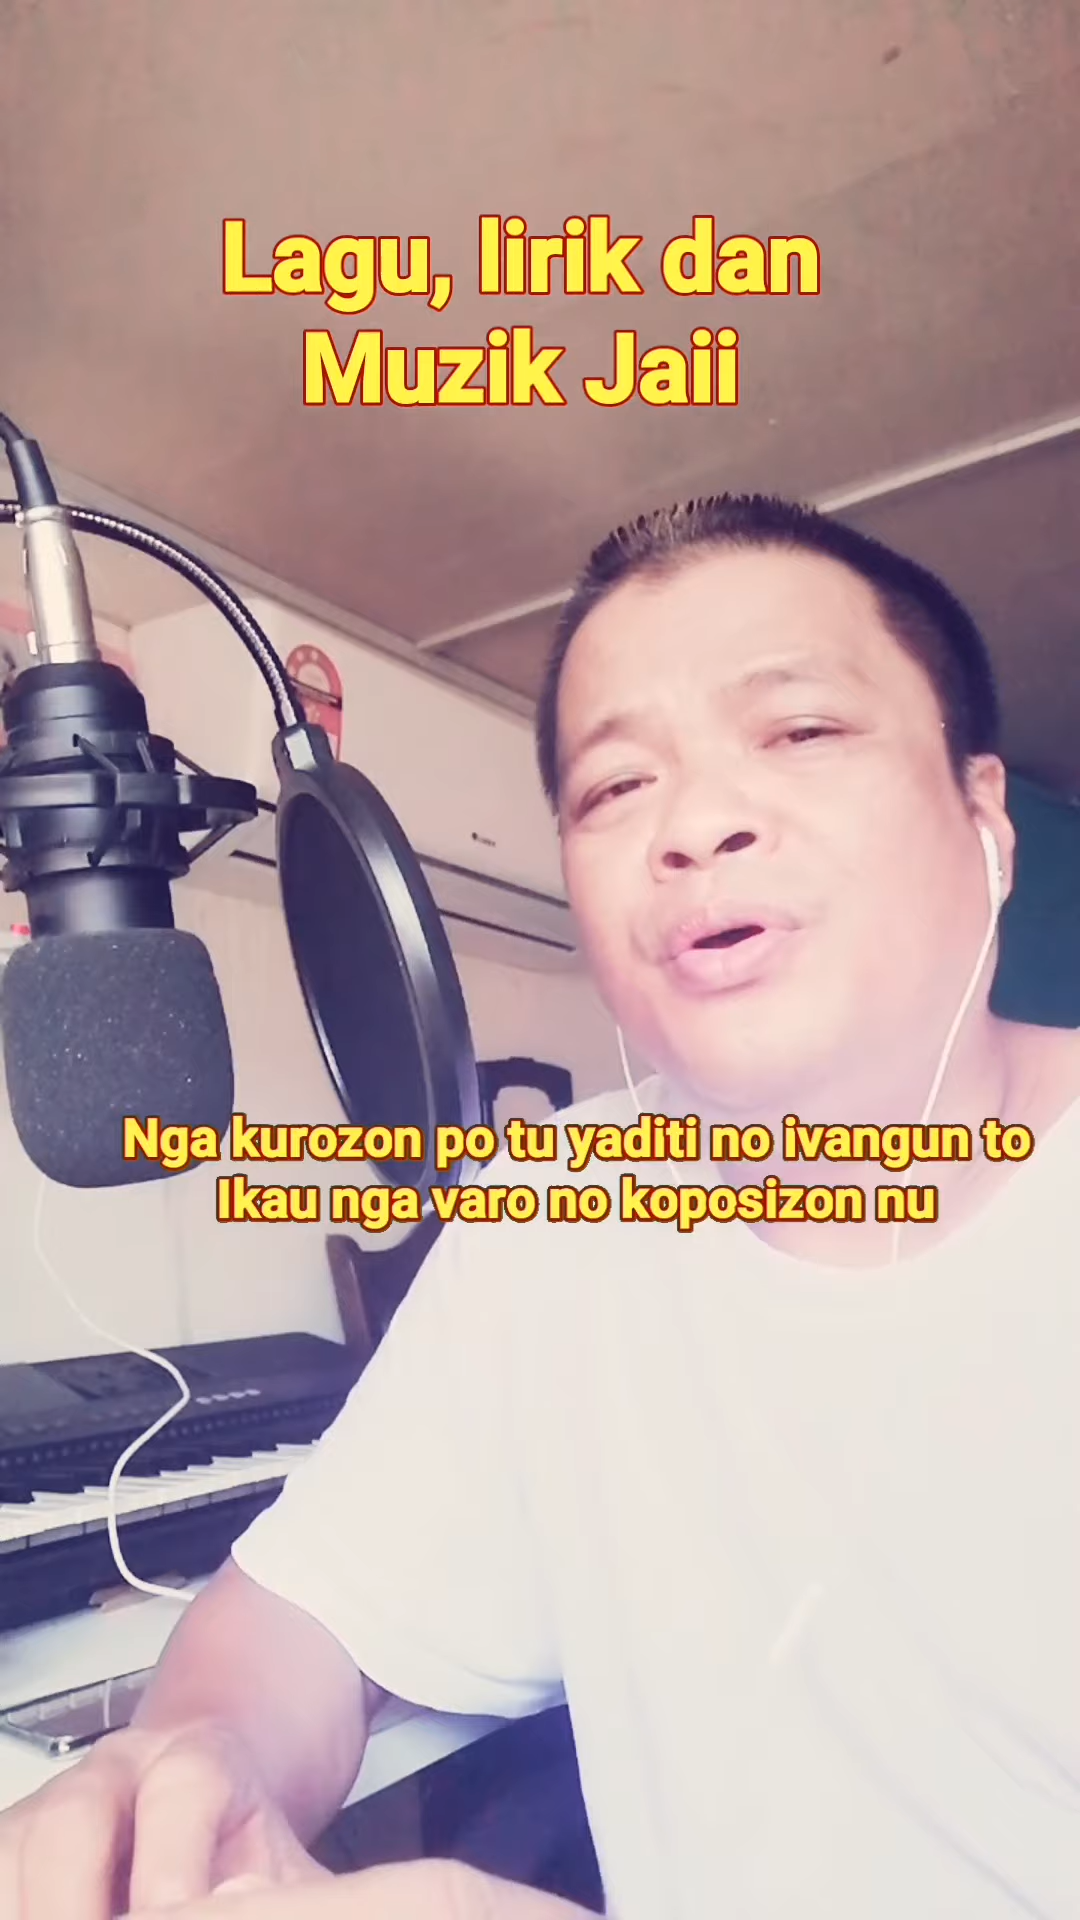 Lagu, lirik dan
Muzik Jaii
Nga kurozon po tu yaditi no ivangun to
Ikau nga varo no koposizon nu